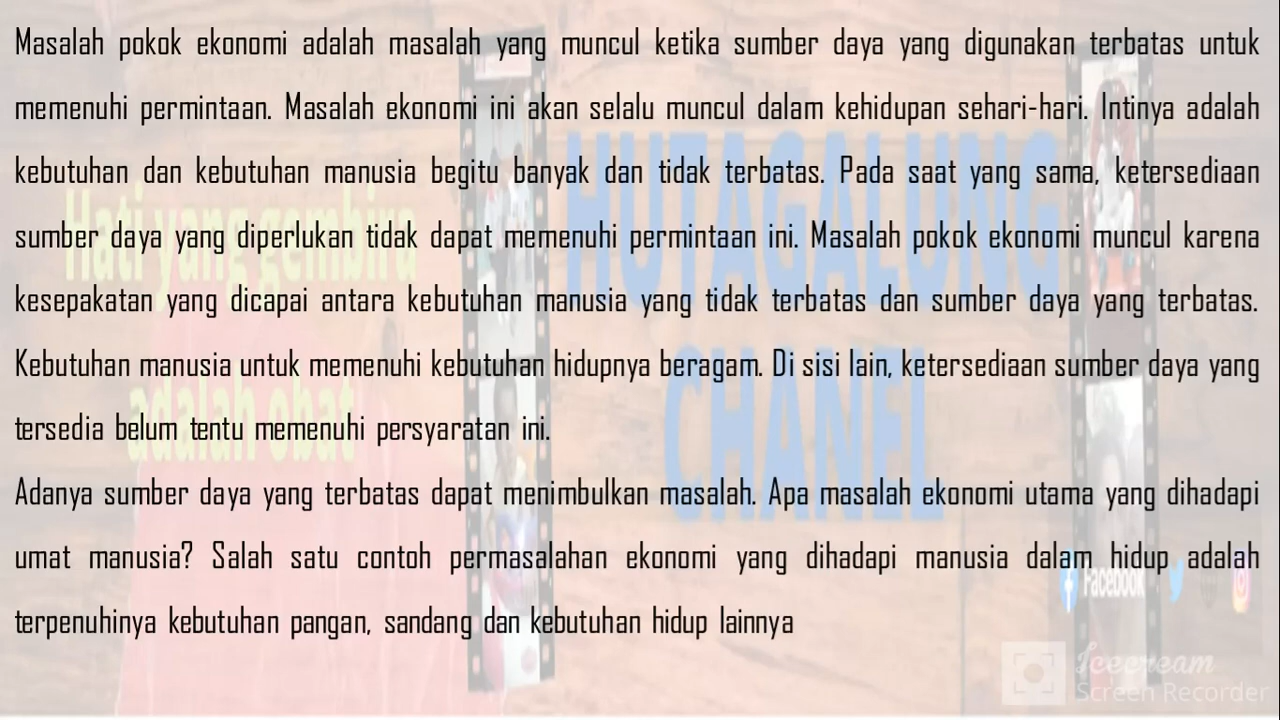 Masalah pokok ekonomi adalah masalah yang muncul ketika sumber daya yang digunakan terbatas untuk
memenuhi permintaan. Masalah ekonomi ini akan selalu muncul dalam kehidupan sehari-hari. Intinya adalah
kebutuhan dan kebutuhan manusia begitu banyak dan tidak terbatas. Pada saat yang sama, ketersediaan
sumber daya yang diperlukan tidak dapat memenuhi permintaan ini. Masalah pokok ekonomi muncul karena
kesepakatan yang dicapai antara kebutuhan manusia yang tidak terbatas dan sumber daya yang terbatas.
Kebutuhan manusia untuk memenuhi kebutuhan hidupnya beragam. Di sisi lain, ketersediaan sumber daya yang
tersedia belum tentu memenuhi persyaratan ini.
Adanya sumber daya yang terbatas dapat menimbulkan masalah. Apa masalah ekonomi utama yang dihadapi
umat manusia? Salah satu contoh permasalahan ekonomi yang dihadapi manusia dalam hidup adalah
terpenuhinya kebutuhan pangan, sandang dan kebutuhan hidup lainnya
Hati yang gembira
adalah obat
HUTAGALUNG
CHANEL
Facebook
Icecream
Screen Recorder